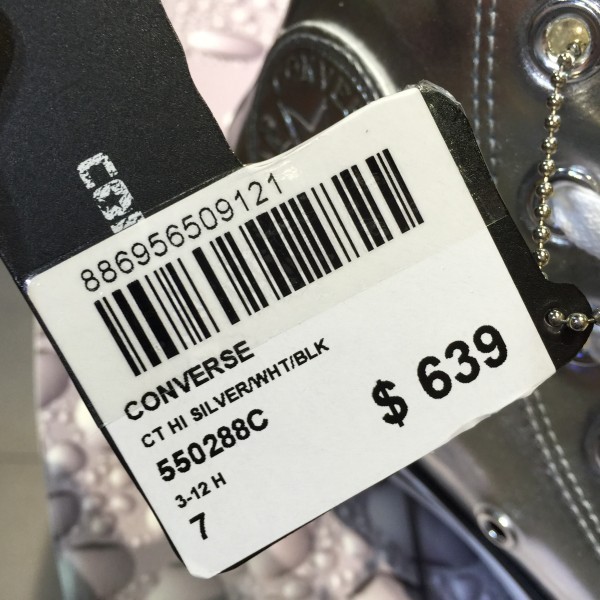 886956509121
CONVERSE
CT HI SILVER/WHT/BLK
550288C
3-12 H
7
$ 639